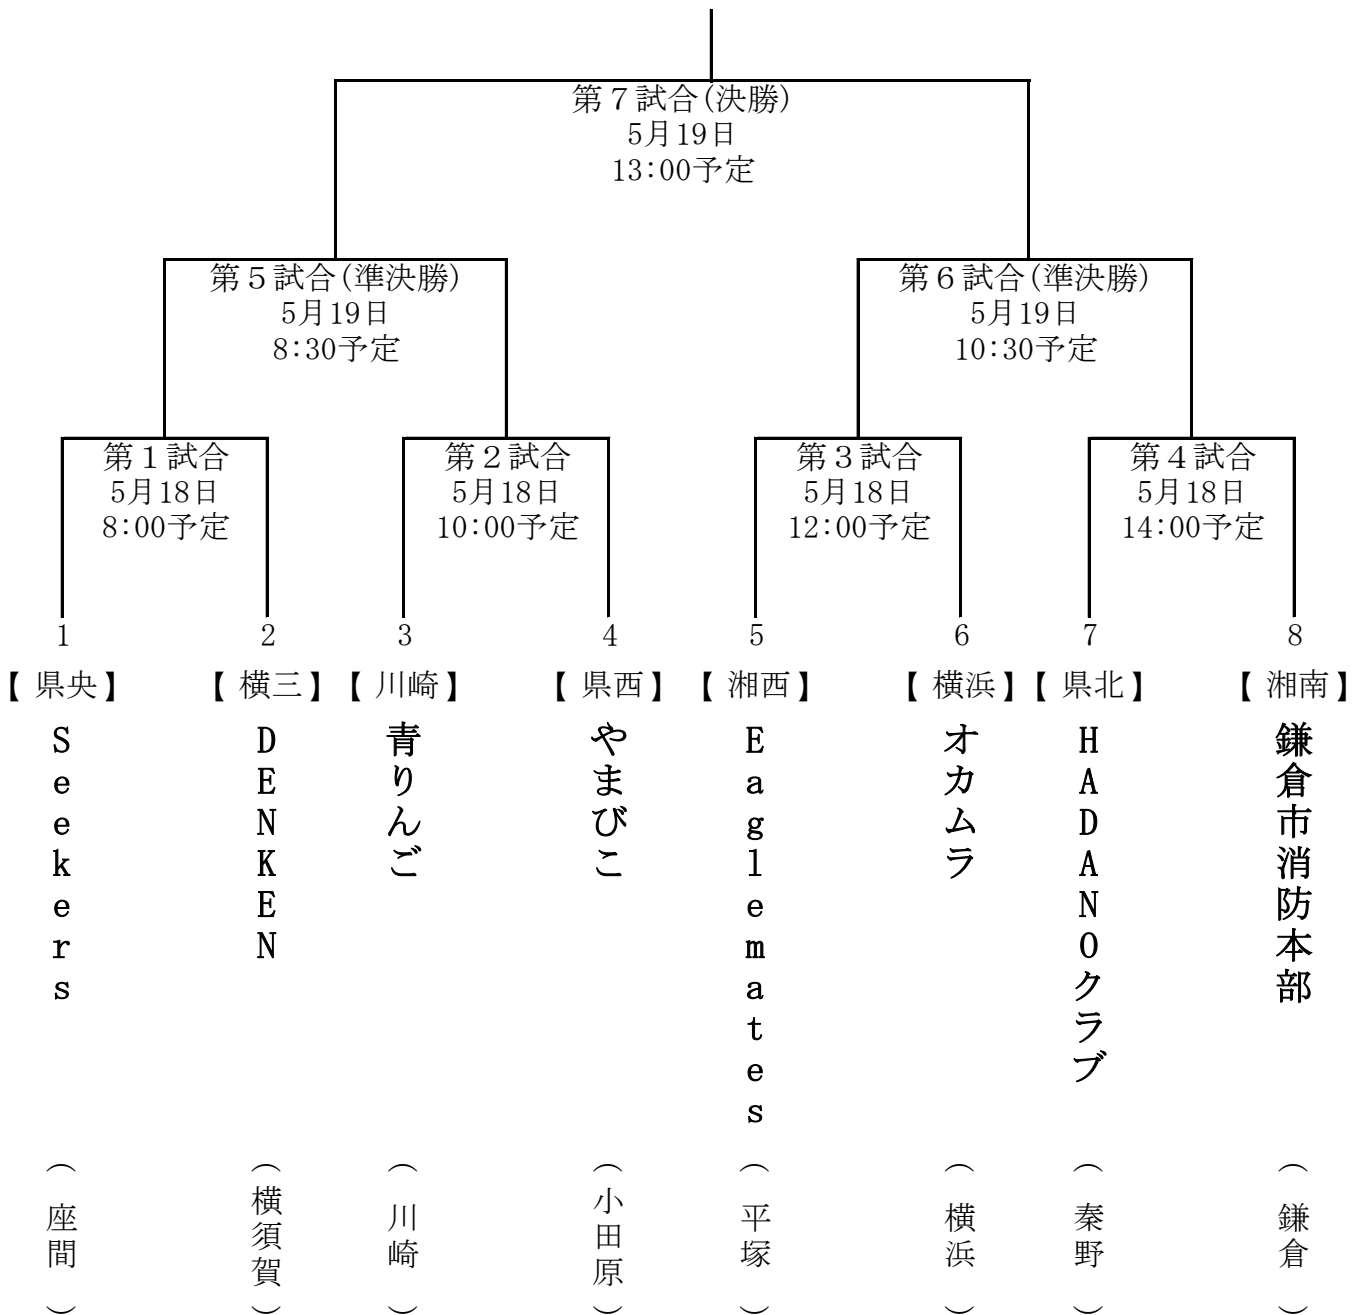 第７試合(決勝)
5月19日
13:00予定
第５試合(準決勝)
5月19日
8:30予定
第６試合(準決勝)
5月19日
10:30予定
第１試合
5月18日
8:00予定
第２試合
5月18日
10:00予定
第３試合
5月18日
12:00予定
第４試合
5月18日
14:00予定
1
2
3
4
5
6
7
8
【 県央】
【 横三】
【 川崎】
【 県西】
【 湘西】
【 横浜】
【 県北】
【 湘南】
Seekers
DENKEN
青りんご
やまびこ
Eaglemates
オカムラ
HADANOクラブ
鎌倉市消防本部
（座間）
（横須賀）
（川崎）
（小田原）
（平塚）
（横浜）
（秦野）
（鎌倉）